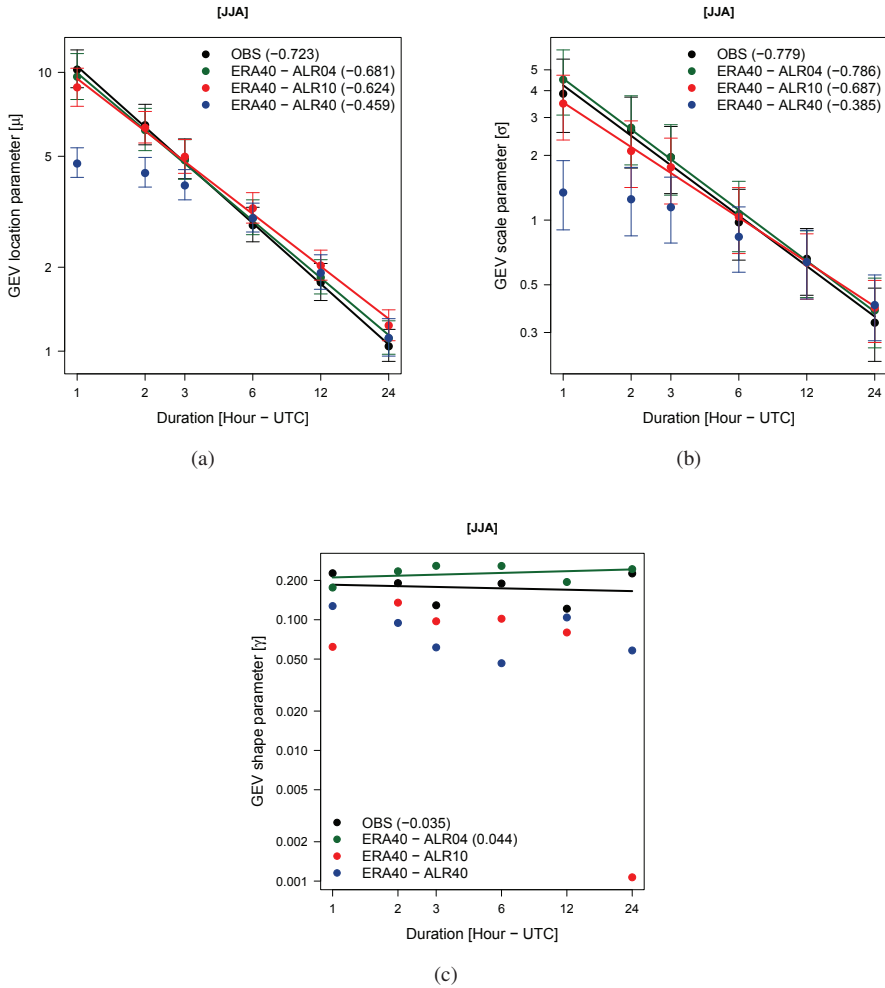 [JJA]
OBS (−0.723)
ERA40 − ALR04 (−0.681)
ERA40 − ALR10 (−0.624)
ERA40 − ALR40 (−0.459)
10
5
2
1
GEV location parameter [μ]
1 2 3 6 12 24
Duration [Hour − UTC]
(a)
[JJA]
OBS (−0.779)
ERA40 − ALR04 (−0.786)
ERA40 − ALR10 (−0.687)
ERA40 − ALR40 (−0.385)
5
3
2
1
0.5
0.3
GEV scale parameter [σ]
1 2 3 6 12 24
Duration [Hour − UTC]
(b)
[JJA]
0.200
0.100
0.050
0.020
0.010
0.005
0.002
0.001
GEV shape parameter [γ]
OBS (−0.035)
ERA40 − ALR04 (0.044)
ERA40 − ALR10
ERA40 − ALR40
1 2 3 6 12 24
Duration [Hour − UTC]
(c)